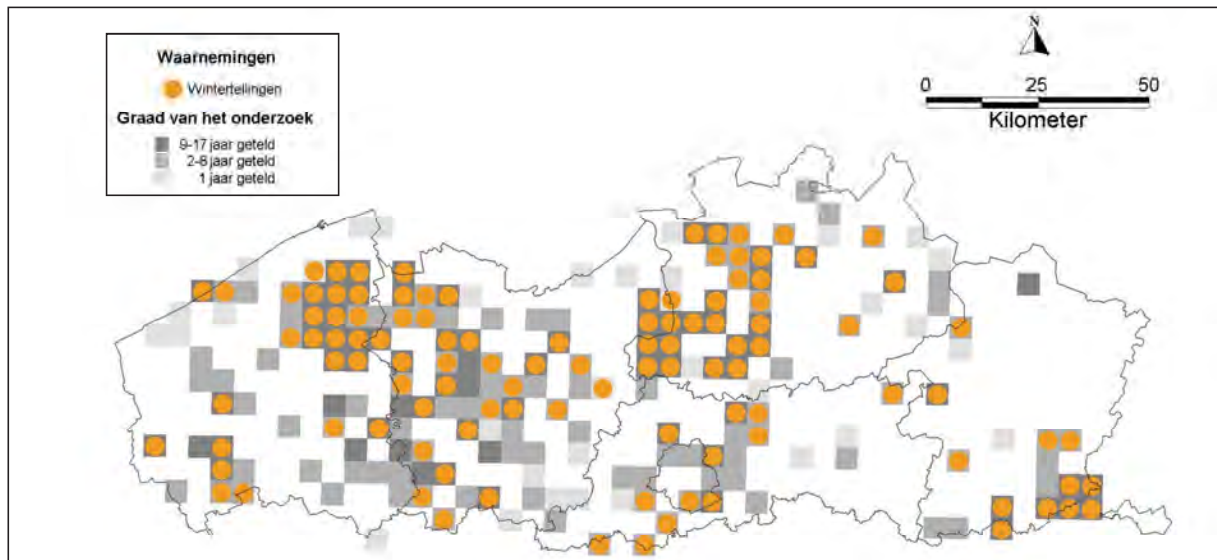 Waarnemingen
Wintertellingen
Graad van het onderzoek
9-17 jaar geteld
2-8 jaar geteld
1 jaar geteld
N
0 25 50
Kilometer